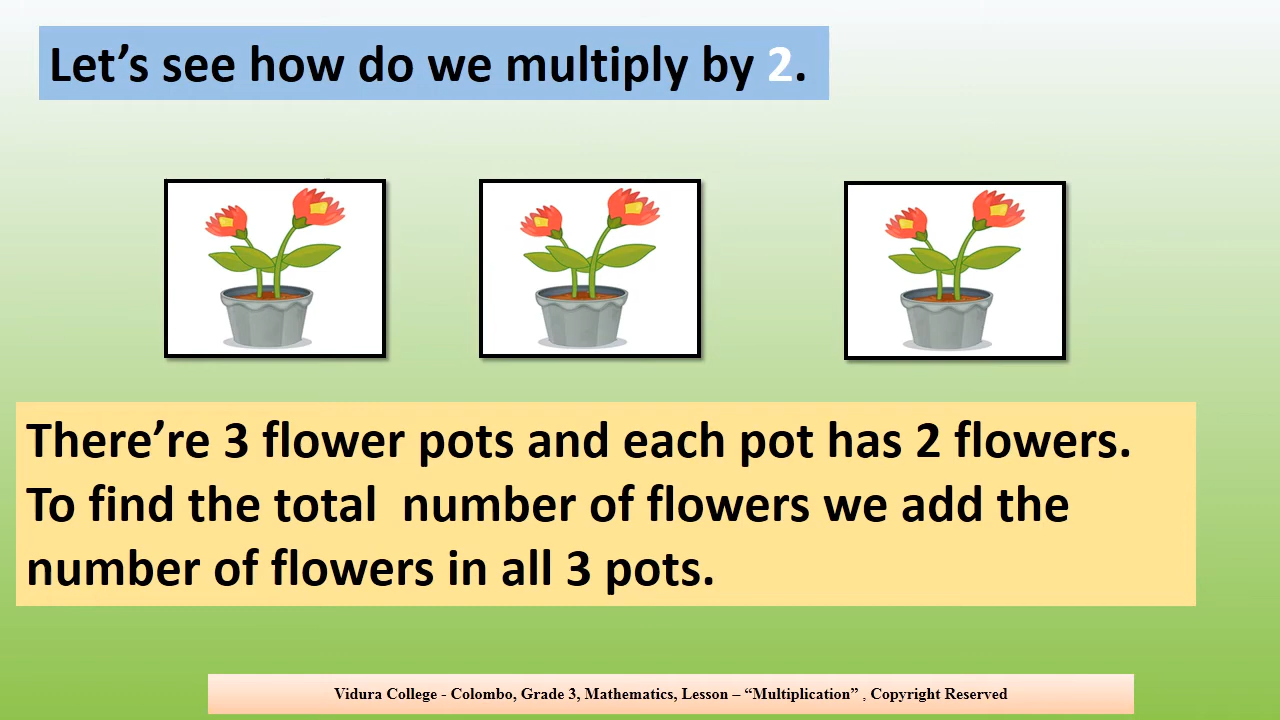 Let’s see how do we multiply by 2.
There’re 3 flower pots and each pot has 2 flowers.
To find the total  number of flowers we add the
number of flowers in all 3 pots.
Vidura College - Colombo, Grade 3, Mathematics, Lesson – “Multiplication” , Copyright Reserved